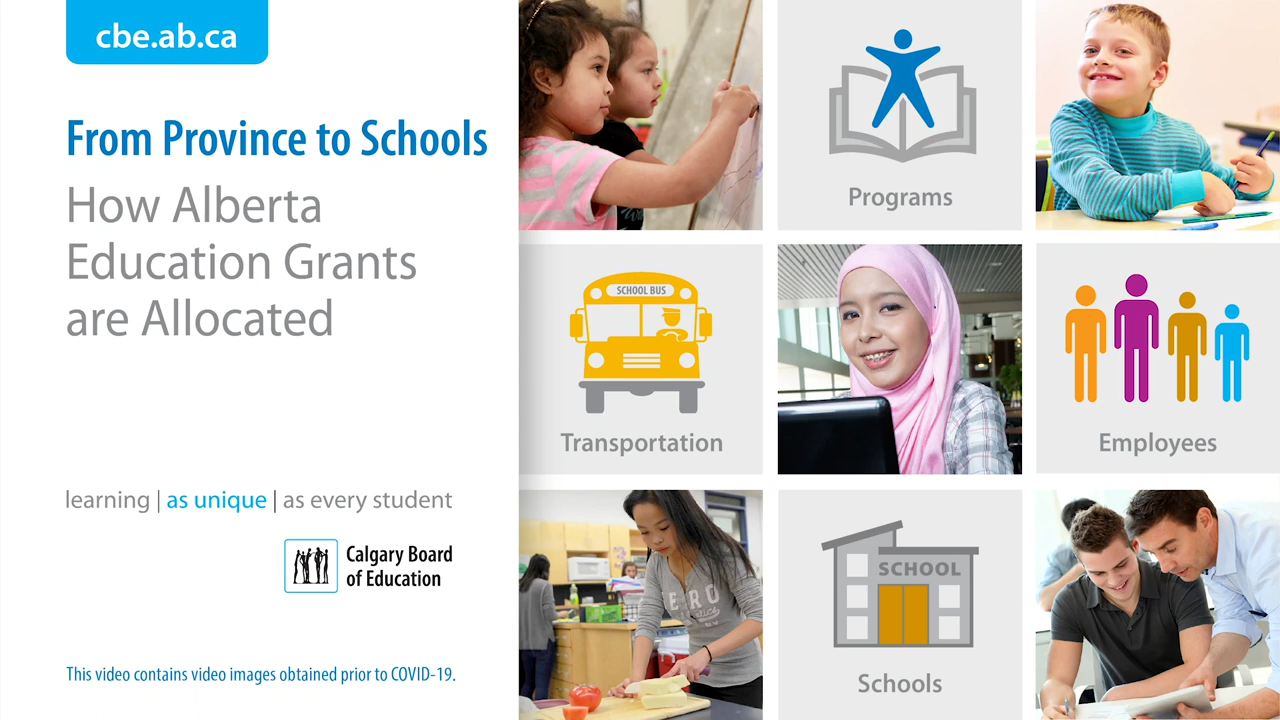 cbe.ab.ca
From Province to Schools
How Alberta
Education Grants
are Allocated
learning | as unique | as every student
Calgary Board
of Education
This video contains video images obtained prior to COVID-19.
Programs
SCHOOL BUS
Transportation
Employees
SCHOOL
Schools